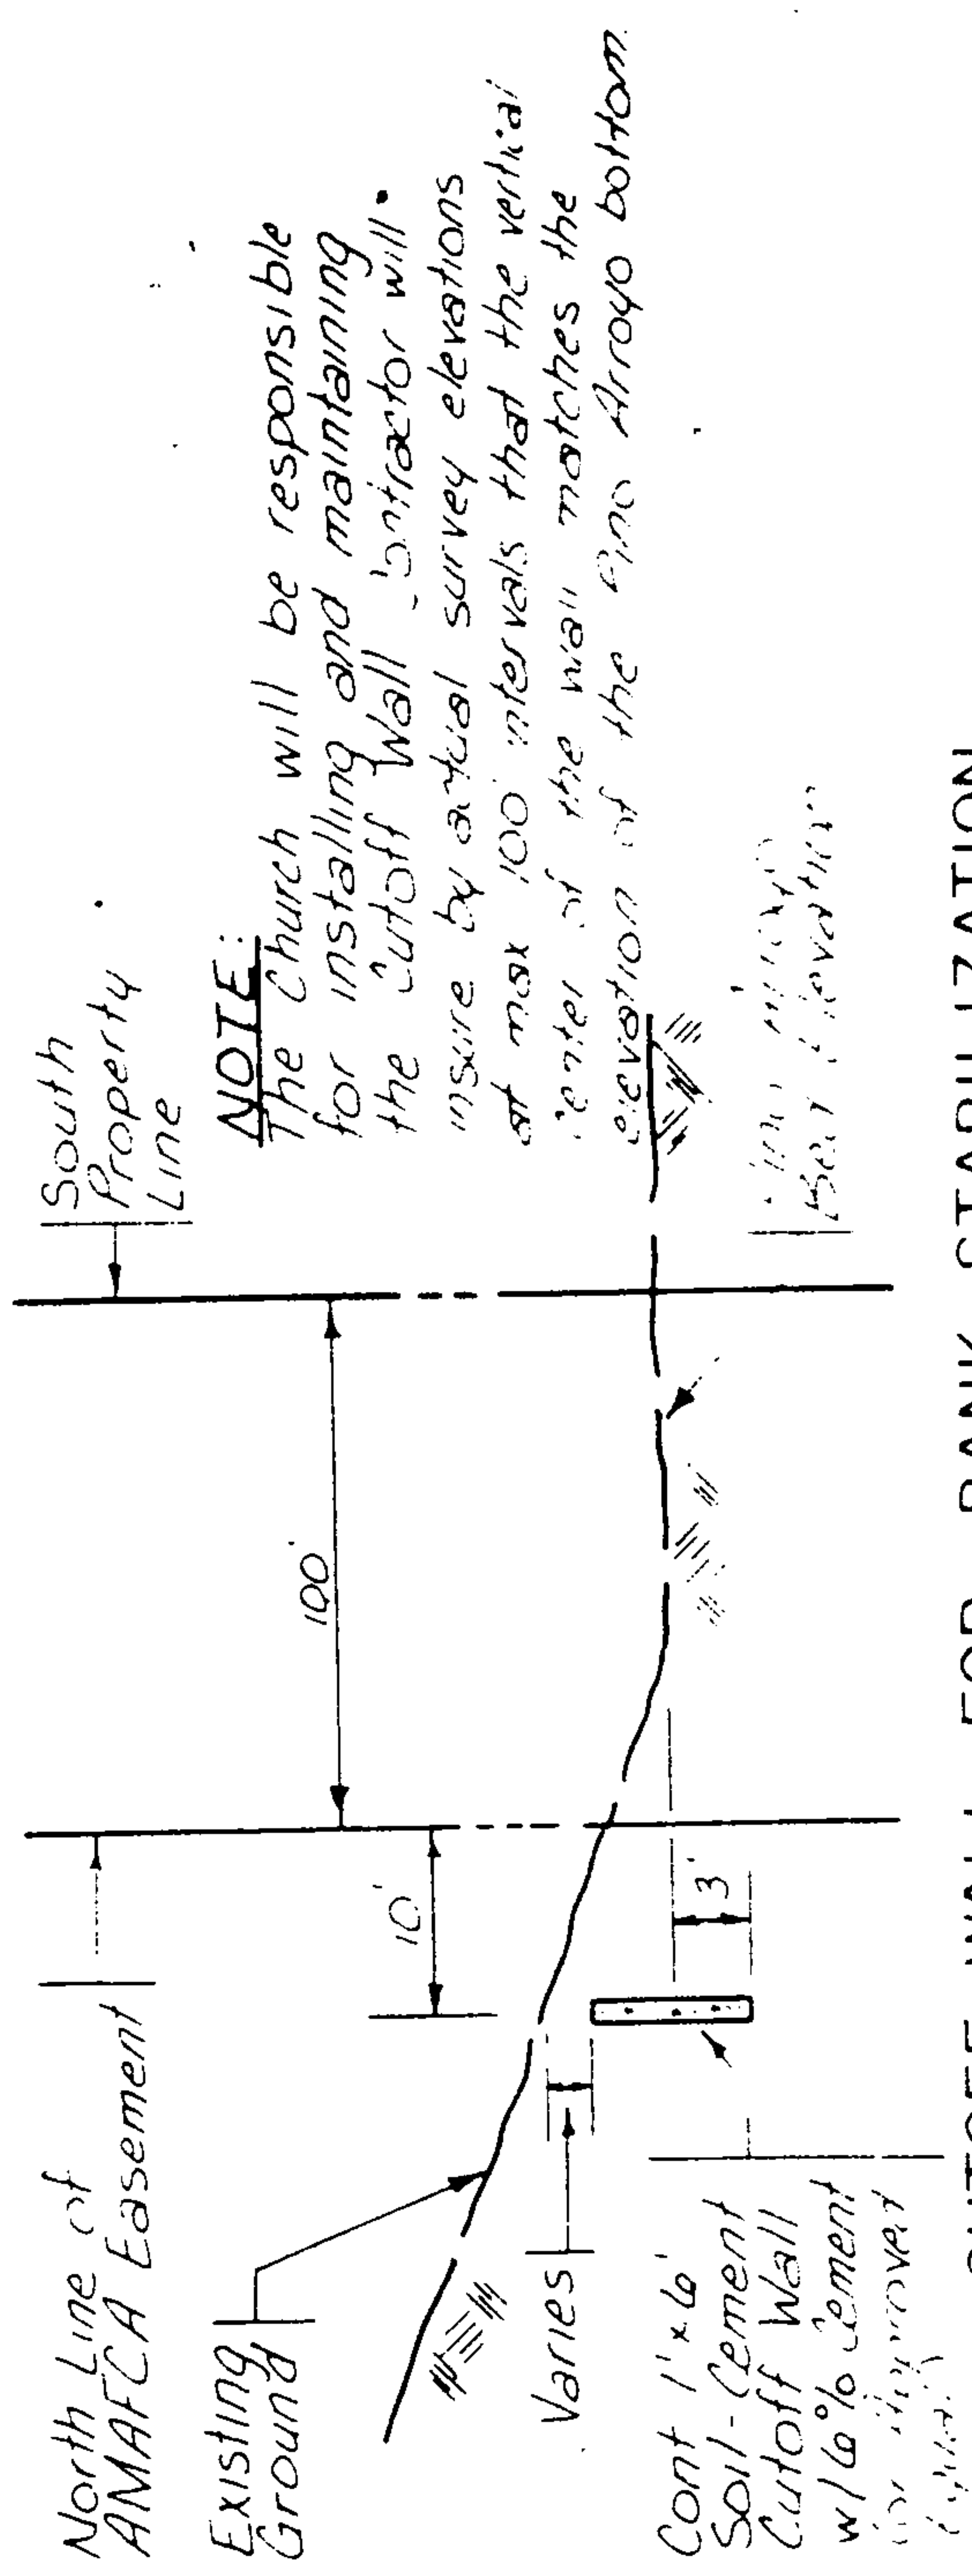 North Line of
AMAFCA Easement
South
Property
Line
100'
10'
Existing
Ground
Varies
3'
Cont 1' x 6'
Soil-Cement
Cutoff Wall
w/6% Cement
NOTE:
The Church will be responsible
for installing and maintaining
the Cutoff Wall. Contractor will
insure by actual survey elevations
at max 100' intervals that the vertical
center of the wall matches the
elevation of the Pino Arroyo bottom.
Bed Elevation
CUTOFF WALL FOR BANK STABILIZATION